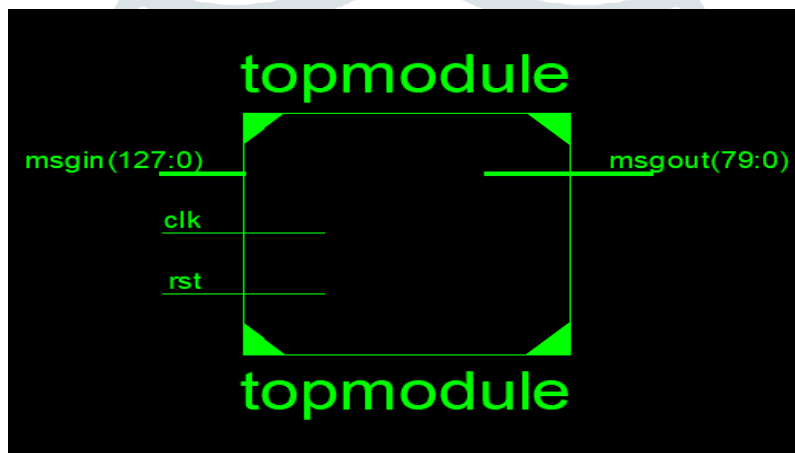 topmodule
msgin(127:0)
msgout(79:0)
clk
rst
topmodule